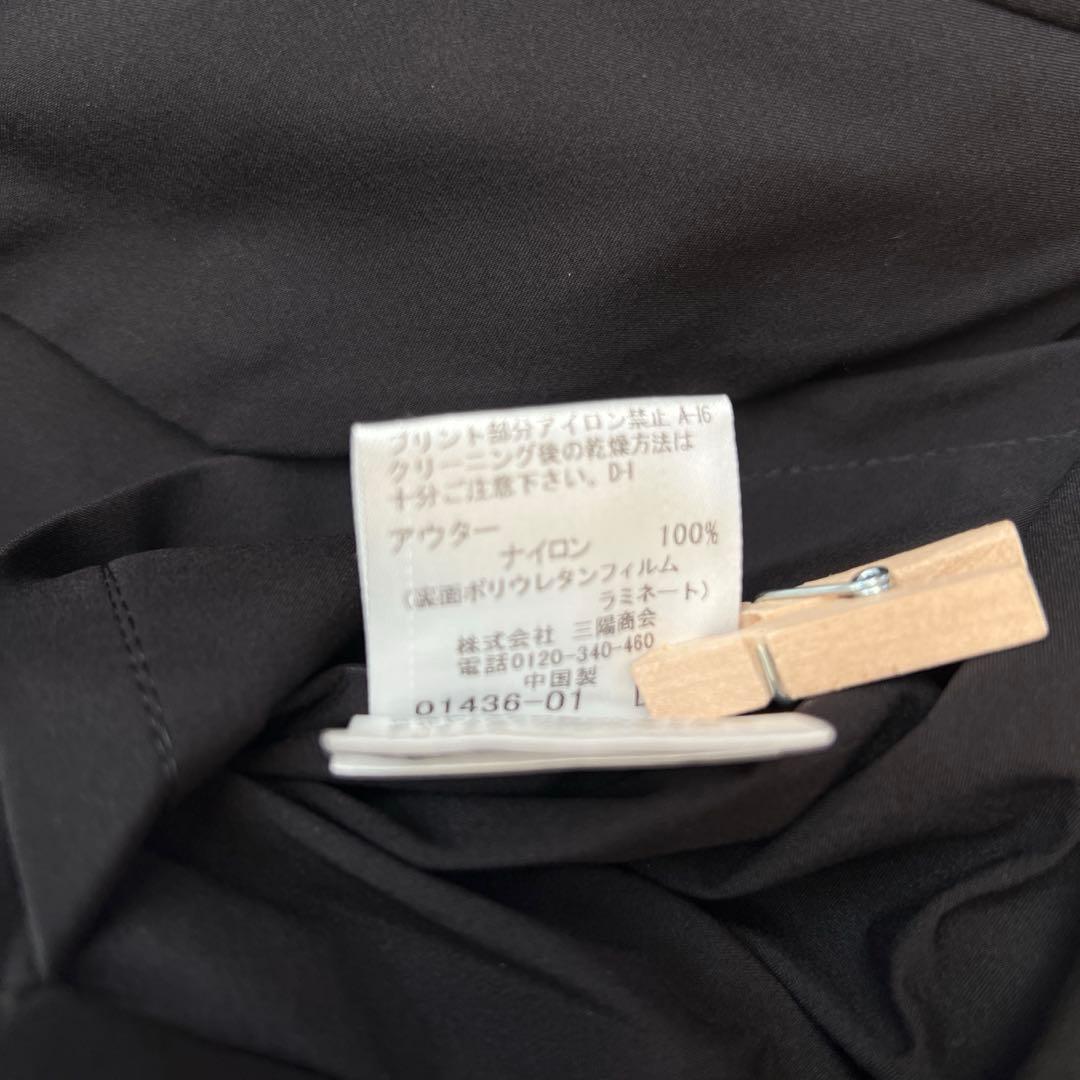 プリント部分アイロン禁止 A-16
クリーニング後の乾燥方法は
十分ご注意下さい。D-1
アウター
ナイロン 100%
(裏面ポリウレタンフィルム
ラミネート)
株式会社 三陽商会
電話0120-340-460
中国製
01436-01